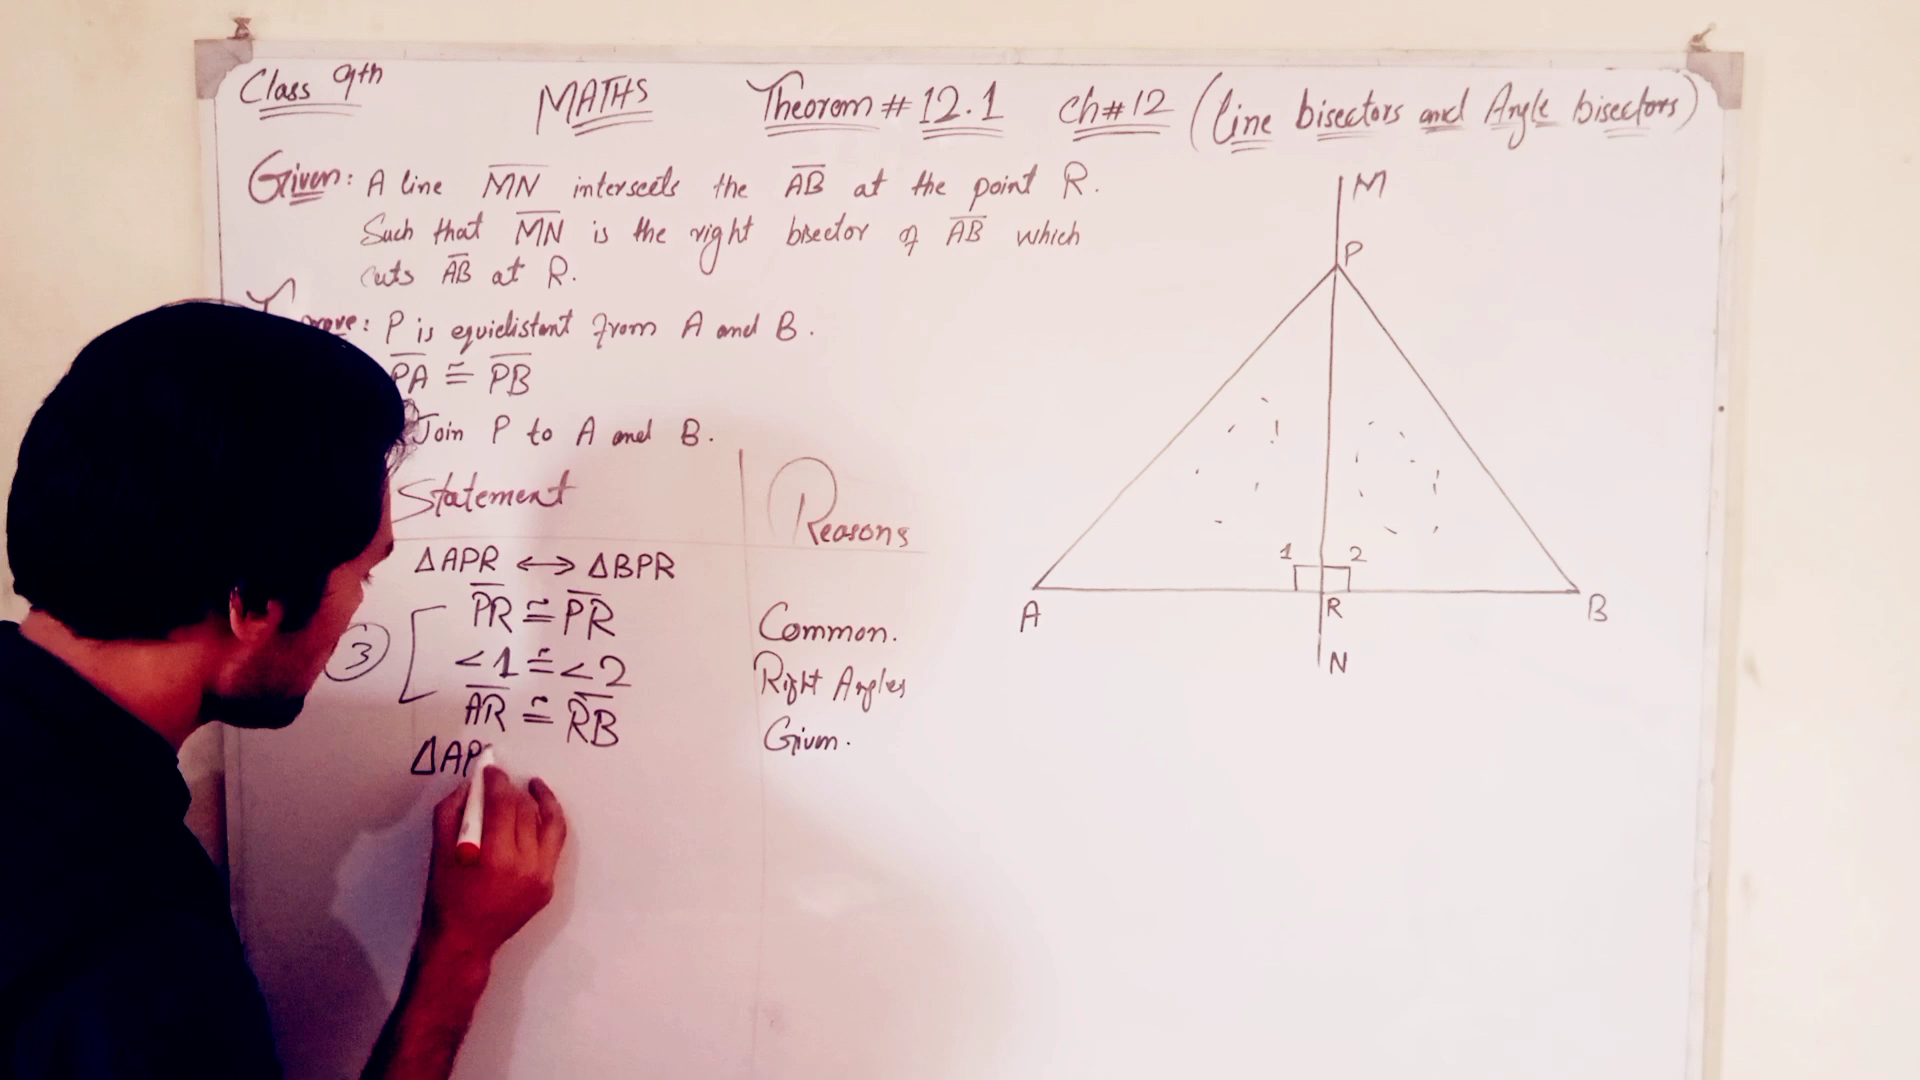 Class 9th MATHS Theorem # 12.1 Ch#12 (line bisectors and Angle bisectors)
Given: A line MN intersects the AB at the point R.
Such that MN is the right bisector of AB which
cuts AB at R.
prove: P is equidistant from A and B.
PA ≅ PB
Join P to A and B.
Statement Reasons
ΔAPR ↔ ΔBPR
PR ≅ PR Common.
3
<1 ≅ <2 Right Angles
AR ≅ RB Given.
ΔAP
M
P
1 2
A R B
N